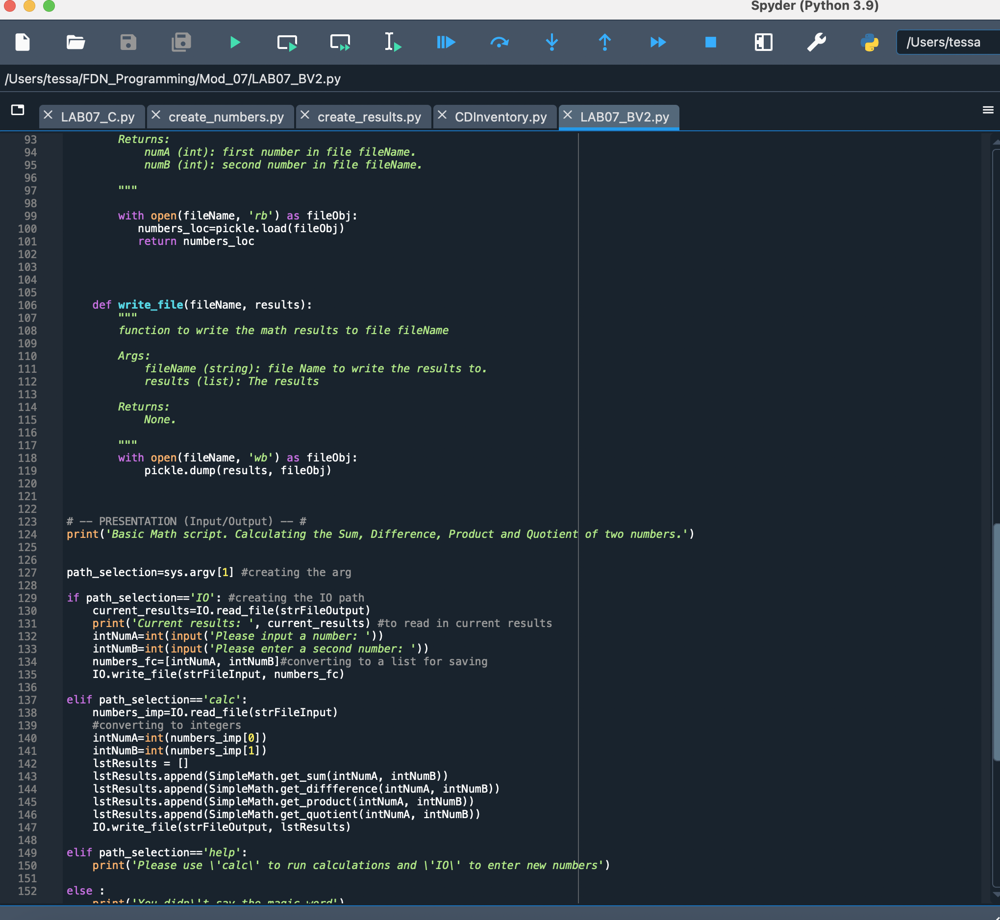 Spyder (Python 3.9)
/Users/tessa
/Users/tessa/FDN_Programming/Mod_07/LAB07_BV2.py
LAB07_C.py create_numbers.py create_results.py CDInventory.py LAB07_BV2.py
93 Returns:
94 numA (int): first number in file fileName.
95 numB (int): second number in file fileName.
96
97 """
98
99 with open(fileName, 'rb') as fileObj:
100 numbers_loc=pickle.load(fileObj)
101 return numbers_loc
102
103
104
105
106 def write_file(fileName, results):
107 """
108 function to write the math results to file fileName
109
110 Args:
111 fileName (string): file Name to write the results to.
112 results (list): The results
113
114 Returns:
115 None.
116
117 """
118 with open(fileName, 'wb') as fileObj:
119 pickle.dump(results, fileObj)
120
121
122
123 # -- PRESENTATION (Input/Output) -- #
124 print('Basic Math script. Calculating the Sum, Difference, Product and Quotient of two numbers.')
125
126
127 path_selection=sys.argv[1] #creating the arg
128
129 if path_selection=='IO': #creating the IO path
130 current_results=IO.read_file(strFileOutput)
131 print('Current results: ', current_results) #to read in current results
132 intNumA=int(input('Please input a number: '))
133 intNumB=int(input('Please enter a second number: '))
134 numbers_fc=[intNumA, intNumB]#converting to a list for saving
135 IO.write_file(strFileInput, numbers_fc)
136
137 elif path_selection=='calc':
138 numbers_imp=IO.read_file(strFileInput)
139 #converting to integers
140 intNumA=int(numbers_imp[0])
141 intNumB=int(numbers_imp[1])
142 lstResults = []
143 lstResults.append(SimpleMath.get_sum(intNumA, intNumB))
144 lstResults.append(SimpleMath.get_diffference(intNumA, intNumB))
145 lstResults.append(SimpleMath.get_product(intNumA, intNumB))
146 lstResults.append(SimpleMath.get_quotient(intNumA, intNumB))
147 IO.write_file(strFileOutput, lstResults)
148
149 elif path_selection=='help':
150 print('Please use \'calc\' to run calculations and \'IO\' to enter new numbers')
151
152 else :
print('You didn\'t say the magic word')